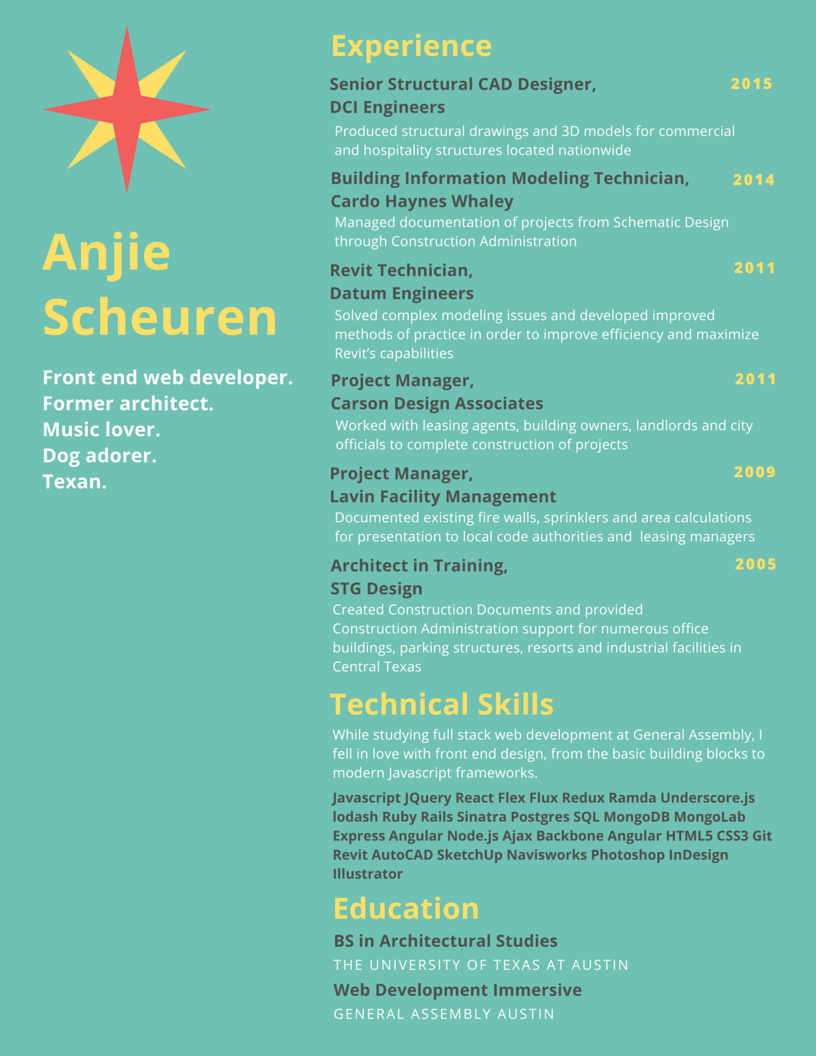 Anjie
Scheuren
Front end web developer.
Former architect.
Music lover.
Dog adorer.
Texan.
Experience
Senior Structural CAD Designer, 2015
DCI Engineers
Produced structural drawings and 3D models for commercial
and hospitality structures located nationwide
Building Information Modeling Technician, 2014
Cardo Haynes Whaley
Managed documentation of projects from Schematic Design
through Construction Administration
Revit Technician, 2011
Datum Engineers
Solved complex modeling issues and developed improved
methods of practice in order to improve efficiency and maximize
Revit's capabilities
Project Manager, 2011
Carson Design Associates
Worked with leasing agents, building owners, landlords and city
officials to complete construction of projects
Project Manager, 2009
Lavin Facility Management
Documented existing fire walls, sprinklers and area calculations
for presentation to local code authorities and leasing managers
Architect in Training, 2005
STG Design
Created Construction Documents and provided
Construction Administration support for numerous office
buildings, parking structures, resorts and industrial facilities in
Central Texas
Technical Skills
While studying full stack web development at General Assembly, I
fell in love with front end design, from the basic building blocks to
modern Javascript frameworks.
Javascript JQuery React Flex Flux Redux Ramda Underscore.js
lodash Ruby Rails Sinatra Postgres SQL MongoDB MongoLab
Express Angular Node.js Ajax Backbone Angular HTML5 CSS3 Git
Revit AutoCAD SketchUp Navisworks Photoshop InDesign
Illustrator
Education
BS in Architectural Studies
THE UNIVERSITY OF TEXAS AT AUSTIN
Web Development Immersive
GENERAL ASSEMBLY AUSTIN